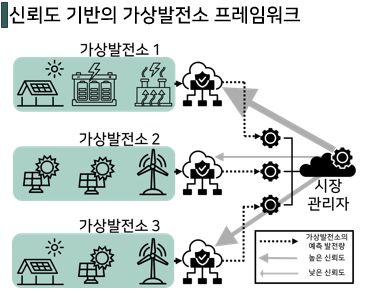 신뢰도 기반의 가상발전소 프레임워크
가상발전소 1
가상발전소 2
가상발전소 3
시장
관리자
가상발전소의
예측 발전량
높은 신뢰도
낮은 신뢰도